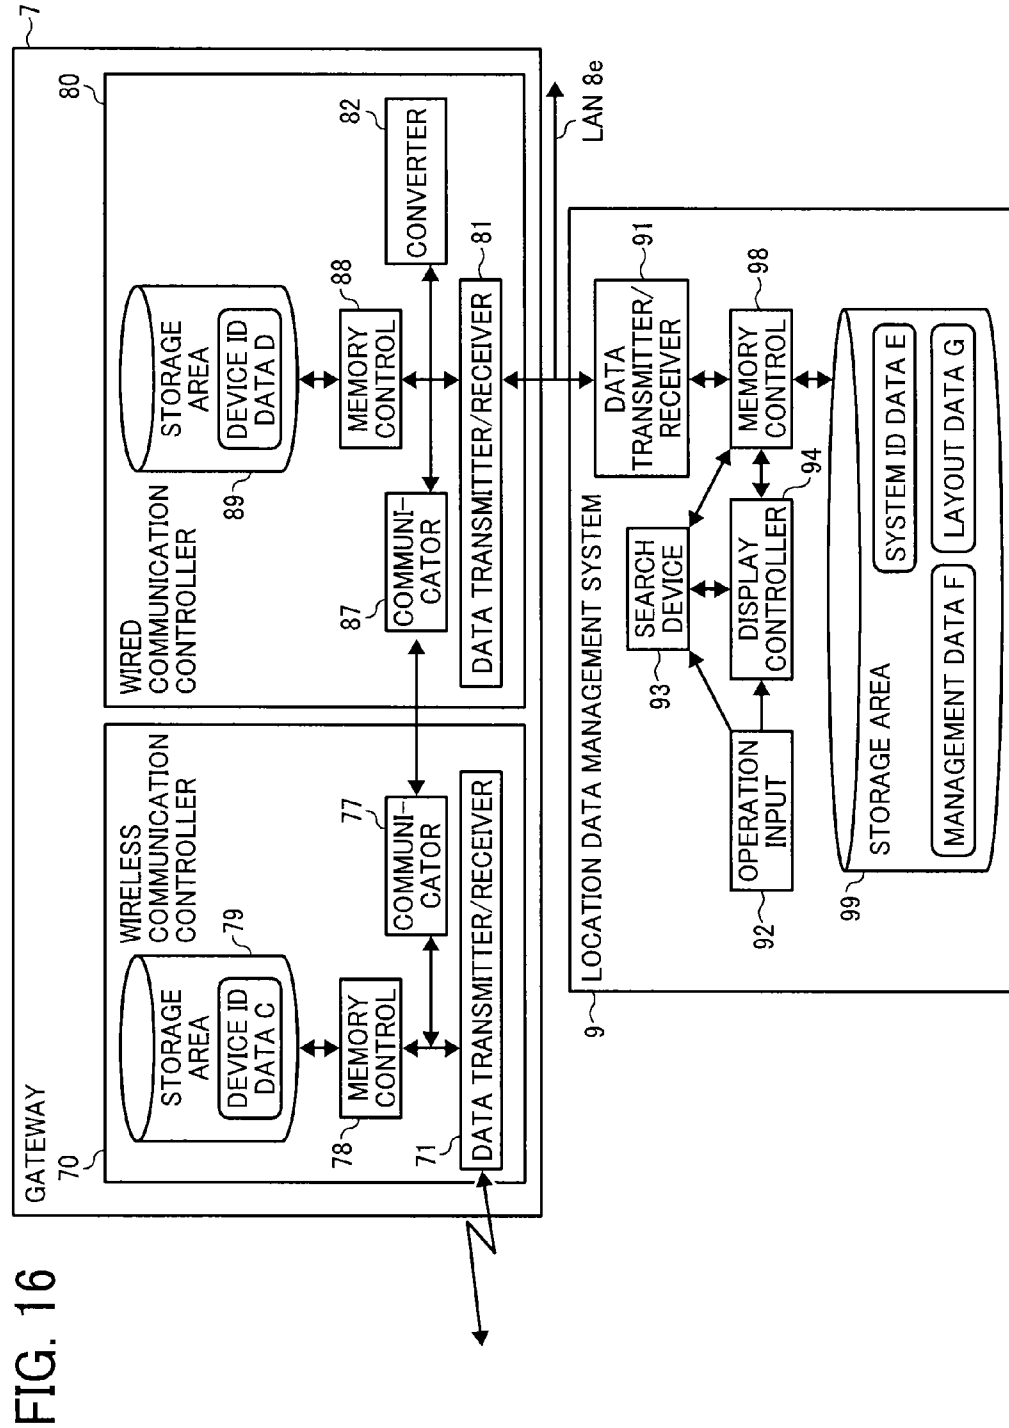 FIG. 16
GATEWAY
7
70
WIRELESS
COMMUNICATION
CONTROLLER
STORAGE
AREA
DEVICE ID
DATA C
79
MEMORY
CONTROL
78
COMMUNI-
CATOR
77
DATA TRANSMITTER/RECEIVER
71
80
WIRED
COMMUNICATION
CONTROLLER
STORAGE
AREA
DEVICE ID
DATA D
89
MEMORY
CONTROL
88
COMMUNI-
CATOR
87
CONVERTER
82
DATA TRANSMITTER/RECEIVER
81
LAN 8e
9
LOCATION DATA MANAGEMENT SYSTEM
DATA
TRANSMITTER/
RECEIVER
91
SEARCH
DEVICE
93
OPERATION
INPUT
92
DISPLAY
CONTROLLER
94
MEMORY
CONTROL
98
STORAGE AREA
99
SYSTEM ID DATA E
MANAGEMENT DATA F
LAYOUT DATA G